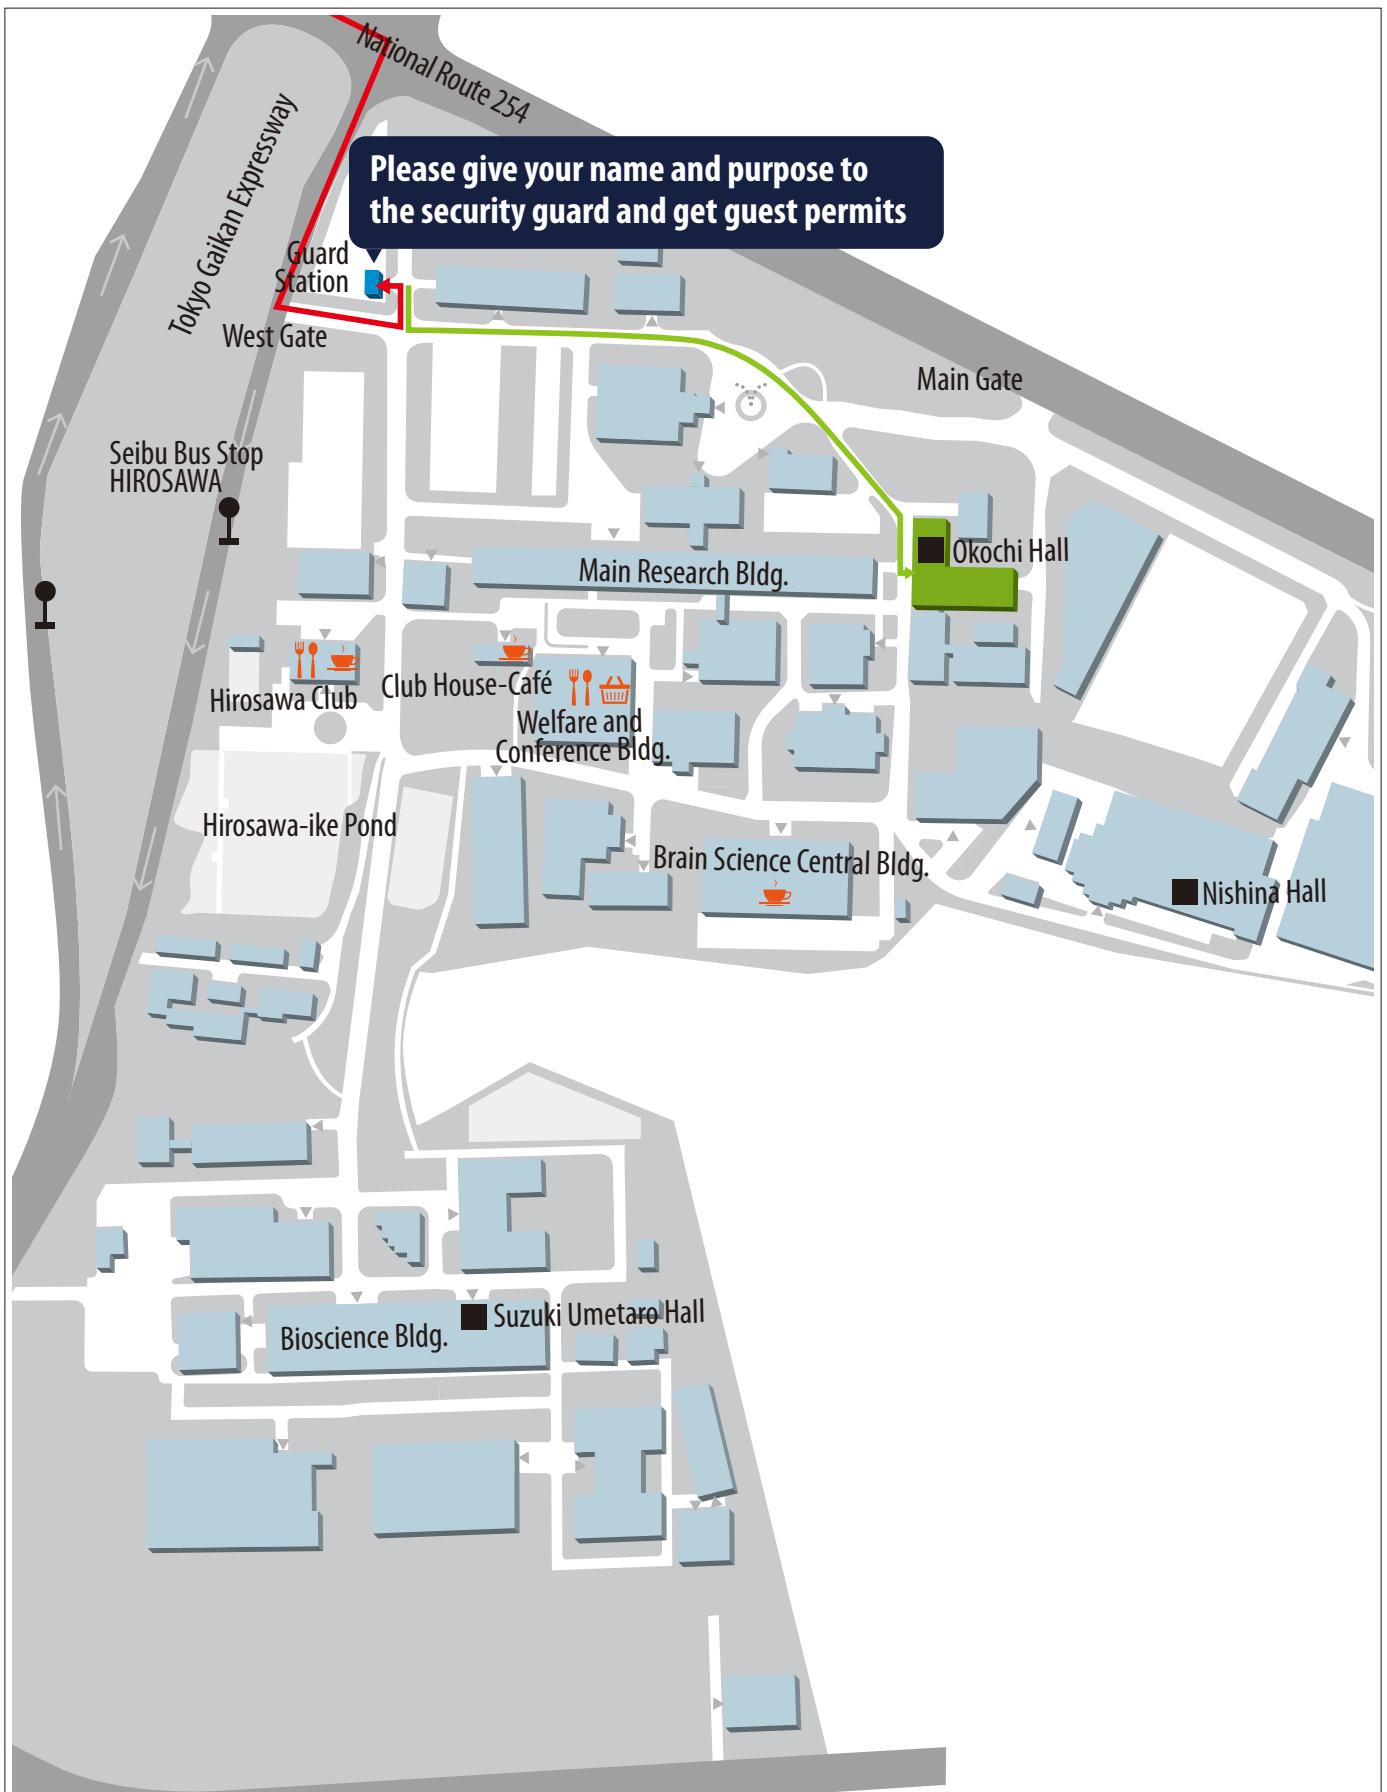 National Route 254
Tokyo Gaikan Expressway
Please give your name and purpose to
the security guard and get guest permits
Guard
Station
West Gate
Main Gate
Seibu Bus Stop
HIROSAWA
Okochi Hall
Main Research Bldg.
Hirosawa Club
Club House-Café
Welfare and
Conference Bldg.
Hirosawa-ike Pond
Brain Science Central Bldg.
Nishina Hall
Suzuki Umetaro Hall
Bioscience Bldg.